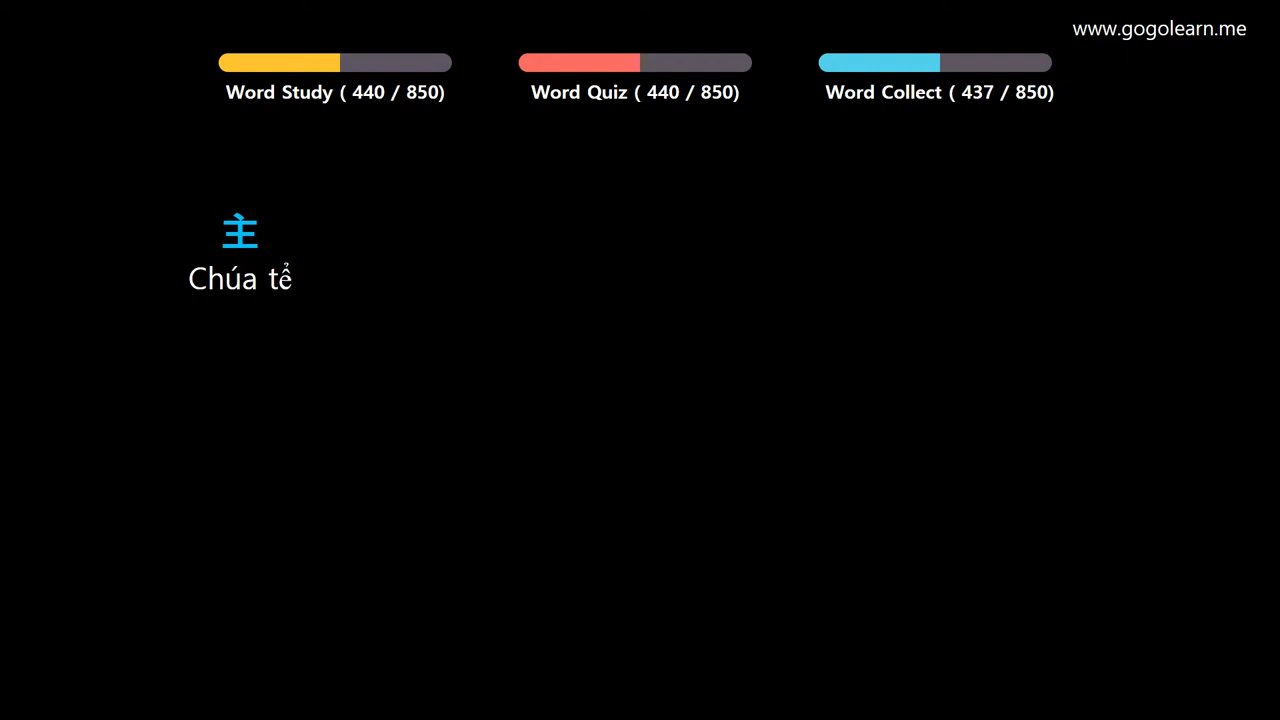 www.gogolearn.me
Word Study ( 440 / 850)
Word Quiz ( 440 / 850)
Word Collect ( 437 / 850)
主
Chúa tể